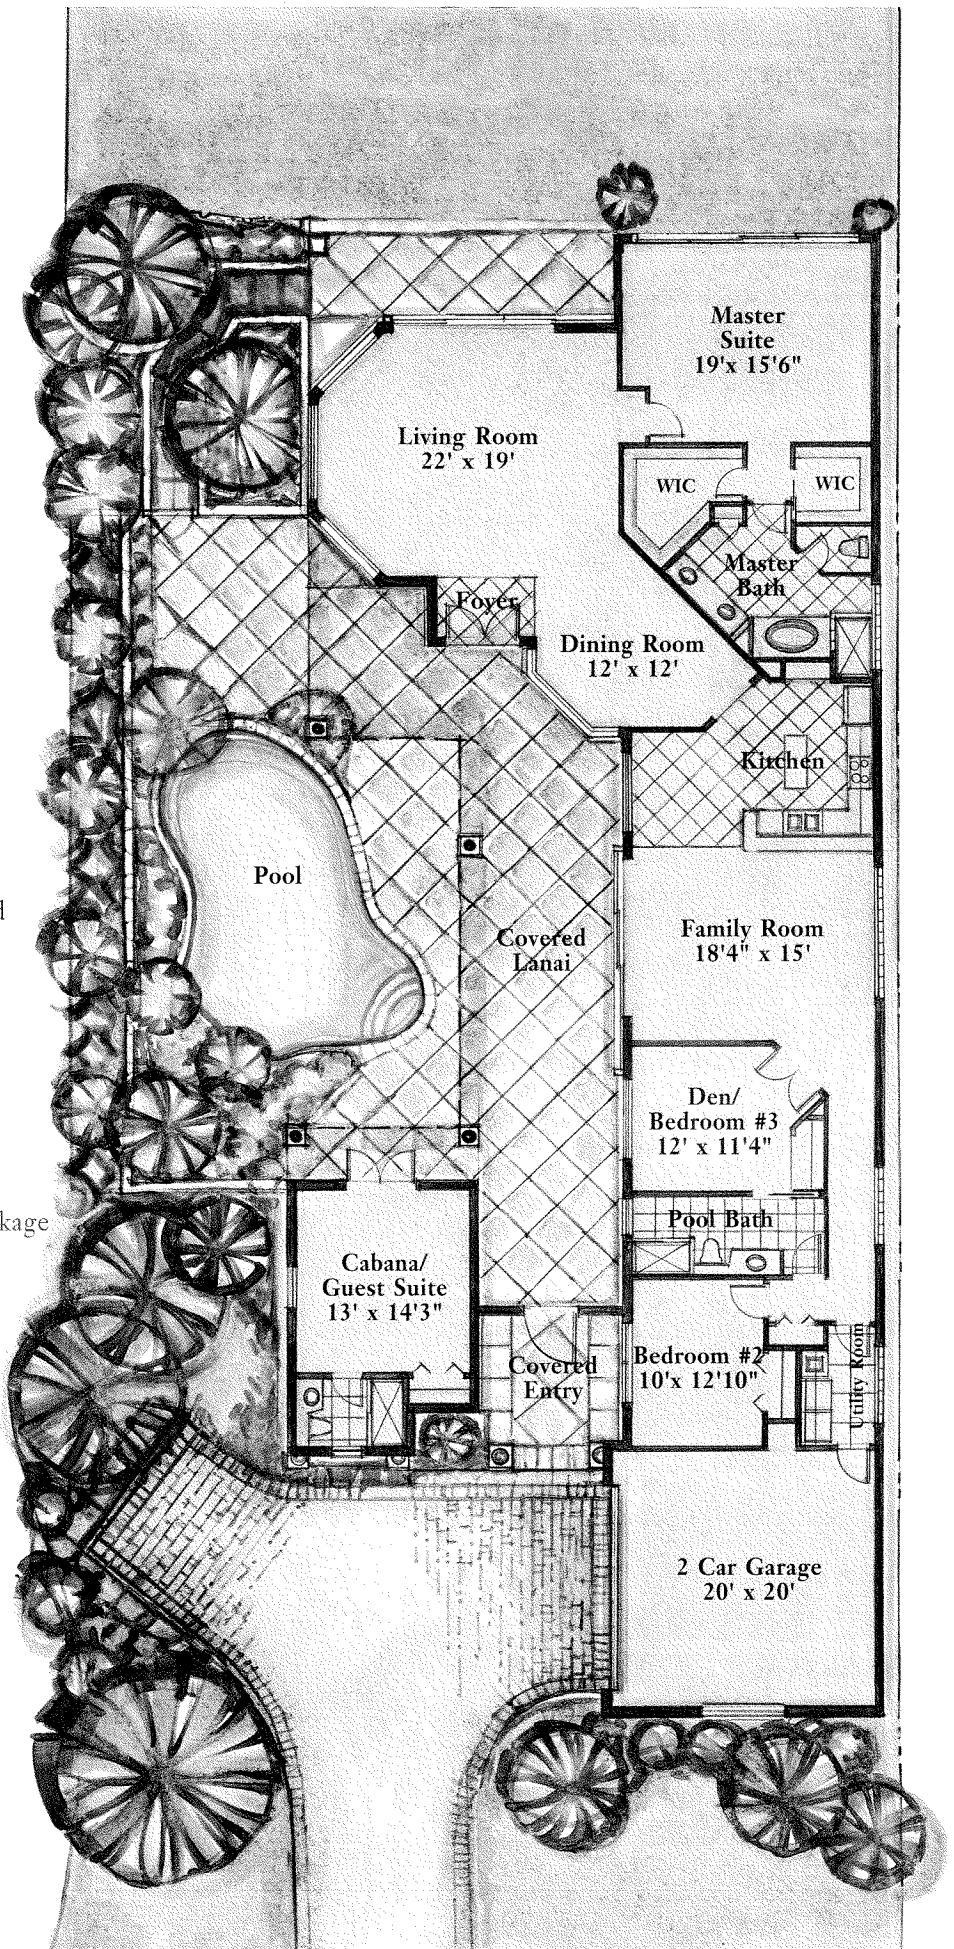 Master
Suite
19'x 15'6"
Living Room
22' x 19'
WIC
WIC
Master
Bath
Foyer
Dining Room
12' x 12'
Kitchen
Pool
d
Covered
Lanai
Family Room
18'4" x 15'
Den/
Bedroom #3
12' x 11'4"
Pool Bath
kage
Cabana/
Guest Suite
13' x 14'3"
Covered
Entry
Bedroom #2
10'x 12'10"
Utility Room
2 Car Garage
20' x 20'